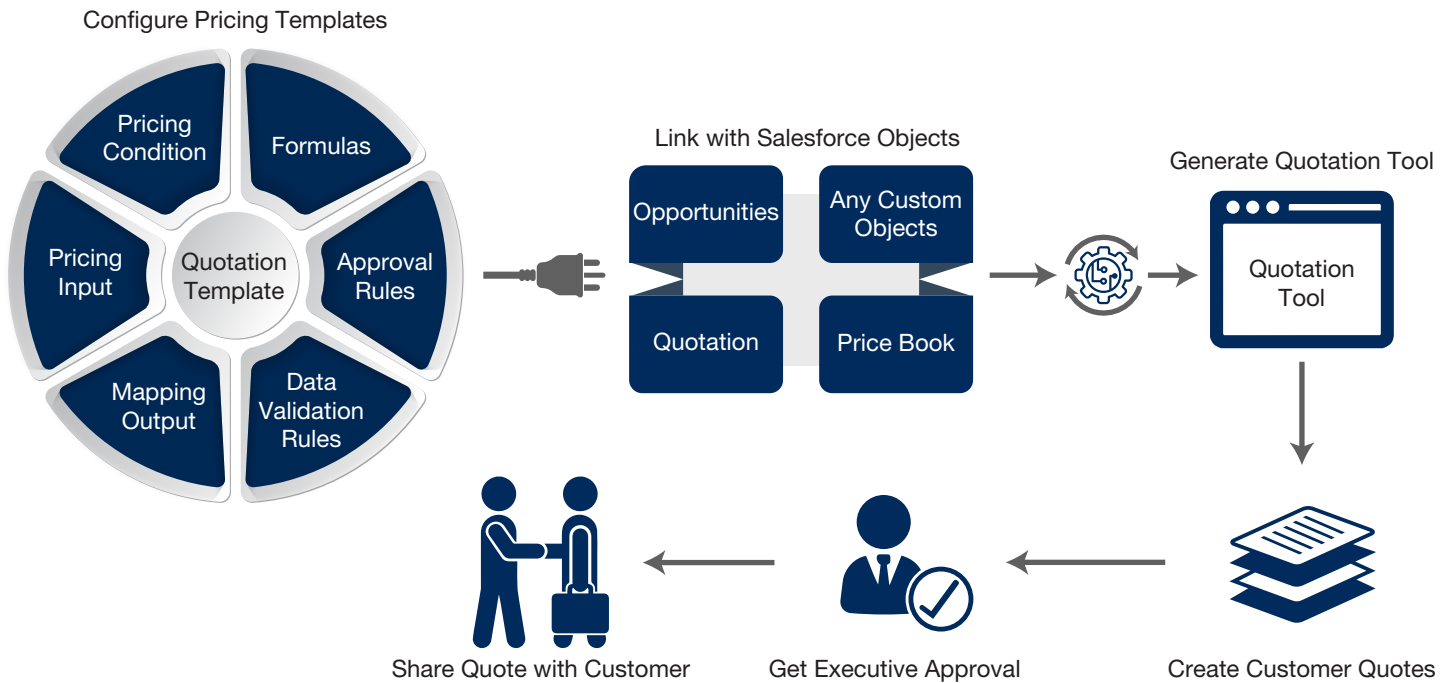 Configure Pricing Templates
Pricing
Condition
Formulas
Pricing
Input
Quotation
Template
Approval
Rules
Mapping
Output
Data
Validation
Rules
Link with Salesforce Objects
Opportunities
Any Custom
Objects
Quotation
Price Book
Generate Quotation Tool
Quotation
Tool
Share Quote with Customer
Get Executive Approval
Create Customer Quotes